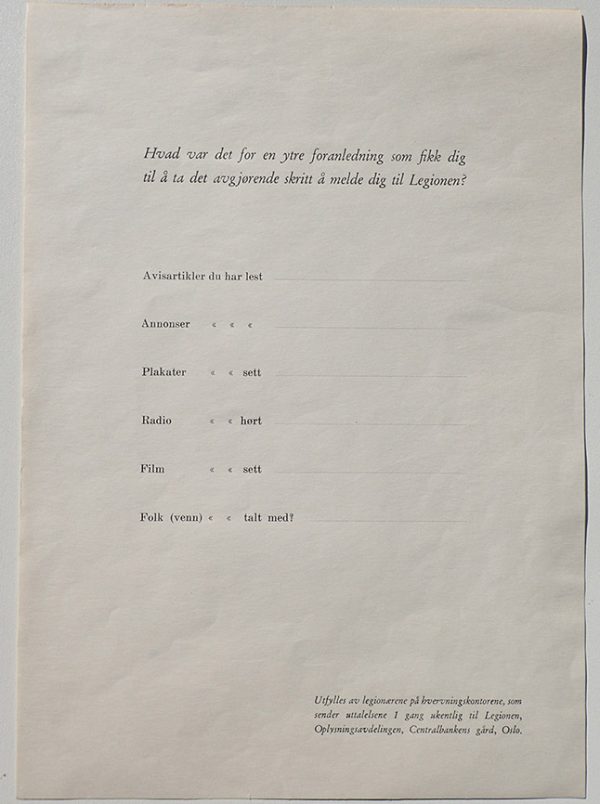 Hvad var det for en ytre foranledning som fikk dig
til å ta det avgjørende skritt å melde dig til Legionen?
Avisartikler du har lest
Annonser « « «
Plakater « « sett
Radio « « hørt
Film « « sett
Folk (venn) « « talt med?
Utfylles av legionærene på hvervningskontorene, som
sender uttalelsene 1 gang ukentlig til Legionen,
Oplysningsavdelingen, Centralbankens gård, Oslo.